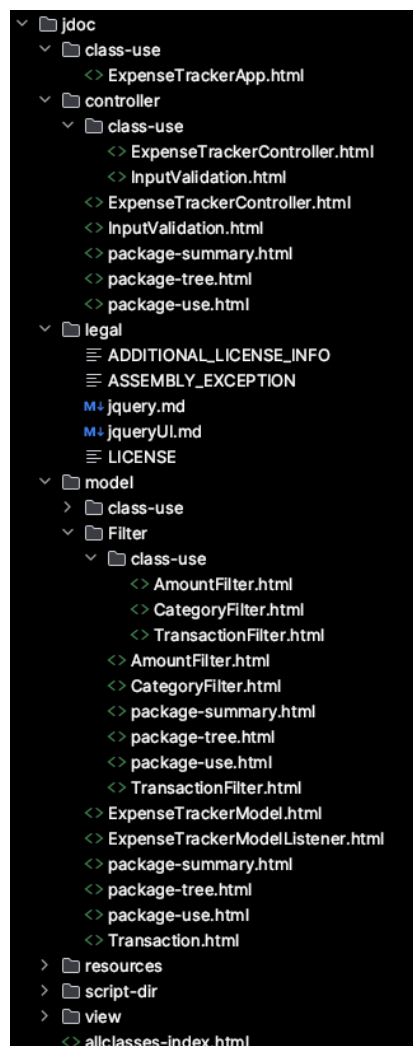 jdoc
class-use
ExpenseTrackerApp.html
controller
class-use
ExpenseTrackerController.html
InputValidation.html
ExpenseTrackerController.html
InputValidation.html
package-summary.html
package-tree.html
package-use.html
legal
ADDITIONAL_LICENSE_INFO
ASSEMBLY_EXCEPTION
M↓ jquery.md
M↓ jqueryUI.md
LICENSE
model
class-use
Filter
class-use
AmountFilter.html
CategoryFilter.html
TransactionFilter.html
AmountFilter.html
CategoryFilter.html
package-summary.html
package-tree.html
package-use.html
TransactionFilter.html
ExpenseTrackerModel.html
ExpenseTrackerModelListener.html
package-summary.html
package-tree.html
package-use.html
Transaction.html
resources
script-dir
view
allclasses-index.html